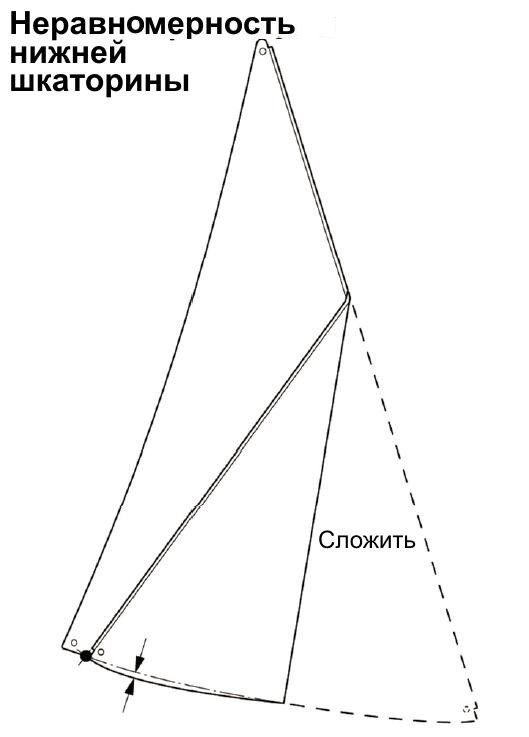 Неравномерность
нижней
шкаторины
Сложить